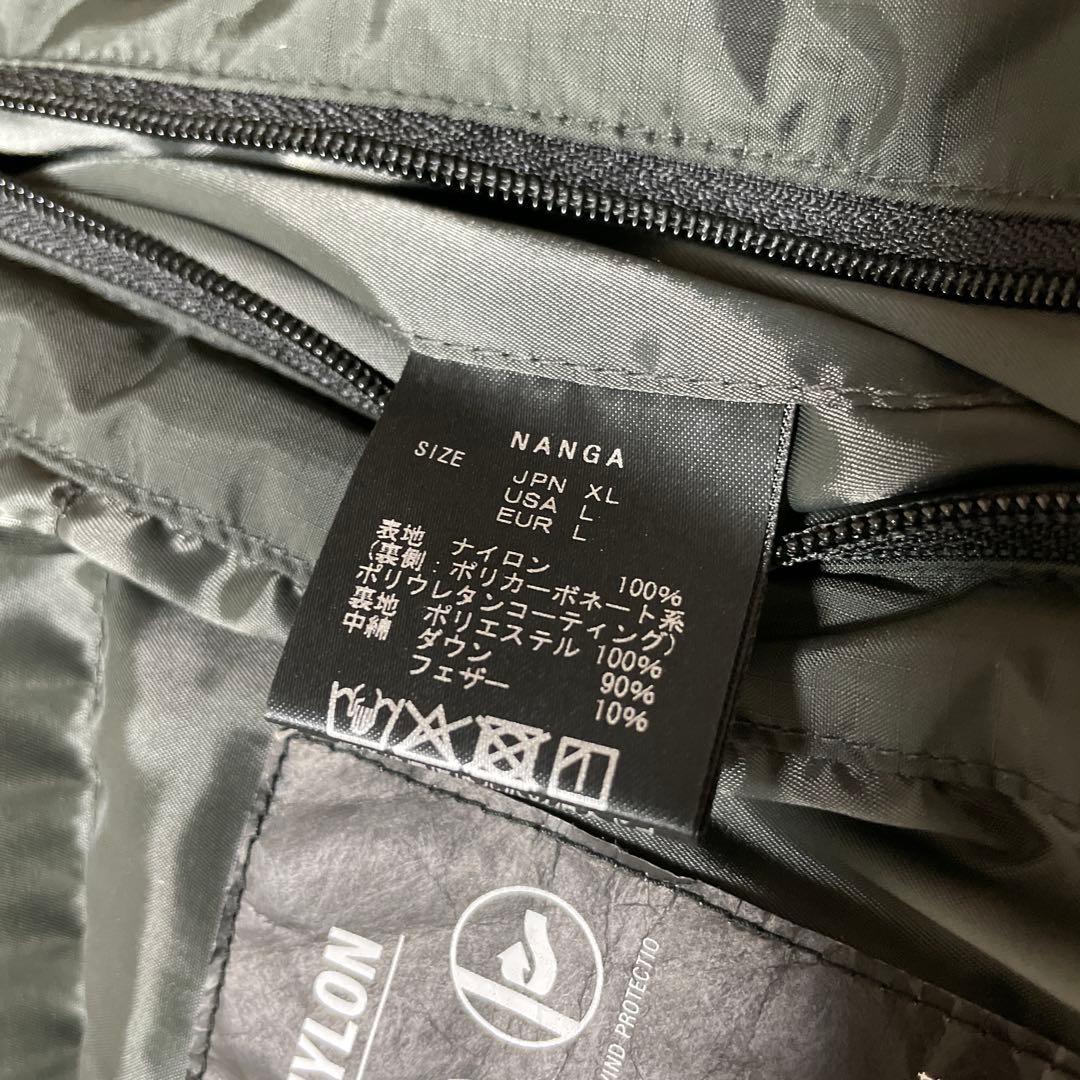 NANGA
SIZE JPN XL
USA L
EUR L
表地 ナイロン 100%
(裏側:ポリカーボネート系
ポリウレタンコーティング)
裏地 ポリエステル 100%
中綿 ダウン 90%
フェザー 10%
NYLON
WIND PROTECTIO